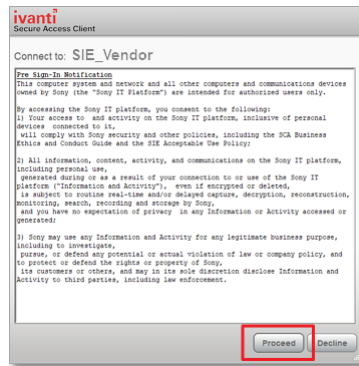 ivanti
Secure Access Client
Connect to: SIE_Vendor
Pre Sign-In Notification
This computer system and network and all other computers and communications devices
owned by Sony (the "Sony IT Platform") are intended for authorized users only.
By accessing the Sony IT platform, you consent to the following:
1) Your access to and activity on the Sony IT platform, inclusive of personal
devices connected to it,
will comply with Sony security and other policies, including the SCA Business
Ethics and Conduct Guide and the SIE Acceptable Use Policy;
2) All information, content, activity, and communications on the Sony IT platform,
including personal use,
generated during or as a result of your connection to or use of the Sony IT
platform ("Information and Activity"), even if encrypted or deleted,
is subject to routine real-time and/or delayed capture, decryption, reconstruction,
monitoring, search, recording and storage by Sony,
and you have no expectation of privacy in any Information or Activity accessed or
generated;
3) Sony may use any Information and Activity for any legitimate business purpose,
including to investigate,
pursue, or defend any potential or actual violation of law or company policy, and
to protect or defend the rights or property of Sony,
its customers or others, and may in its sole discretion disclose Information and
Activity to third parties, including law enforcement.
Proceed
Decline